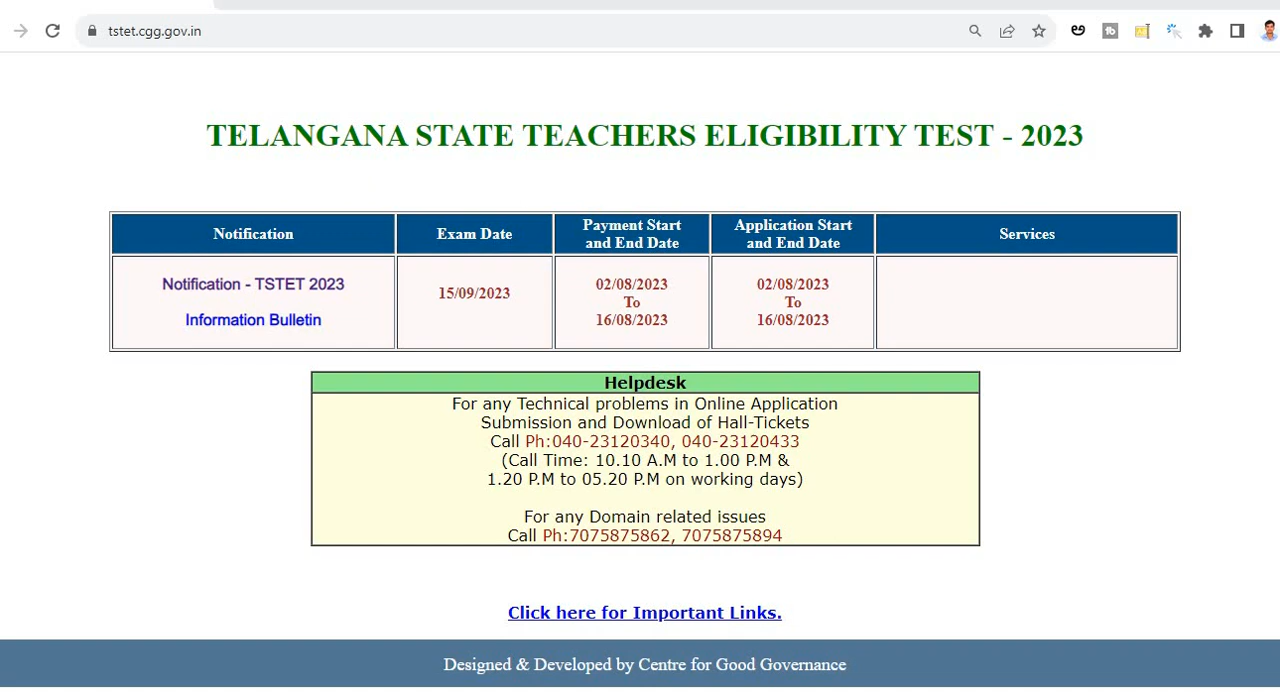 tstet.cgg.gov.in
TELANGANA STATE TEACHERS ELIGIBILITY TEST - 2023
Notification
Exam Date
Payment Start
and End Date
Application Start
and End Date
Services
Notification - TSTET 2023
Information Bulletin
15/09/2023
02/08/2023
To
16/08/2023
02/08/2023
To
16/08/2023
Helpdesk
For any Technical problems in Online Application
Submission and Download of Hall-Tickets
Call Ph:040-23120340, 040-23120433
(Call Time: 10.10 A.M to 1.00 P.M &
1.20 P.M to 05.20 P.M on working days)
For any Domain related issues
Call Ph:7075875862, 7075875894
Click here for Important Links.
Designed & Developed by Centre for Good Governance